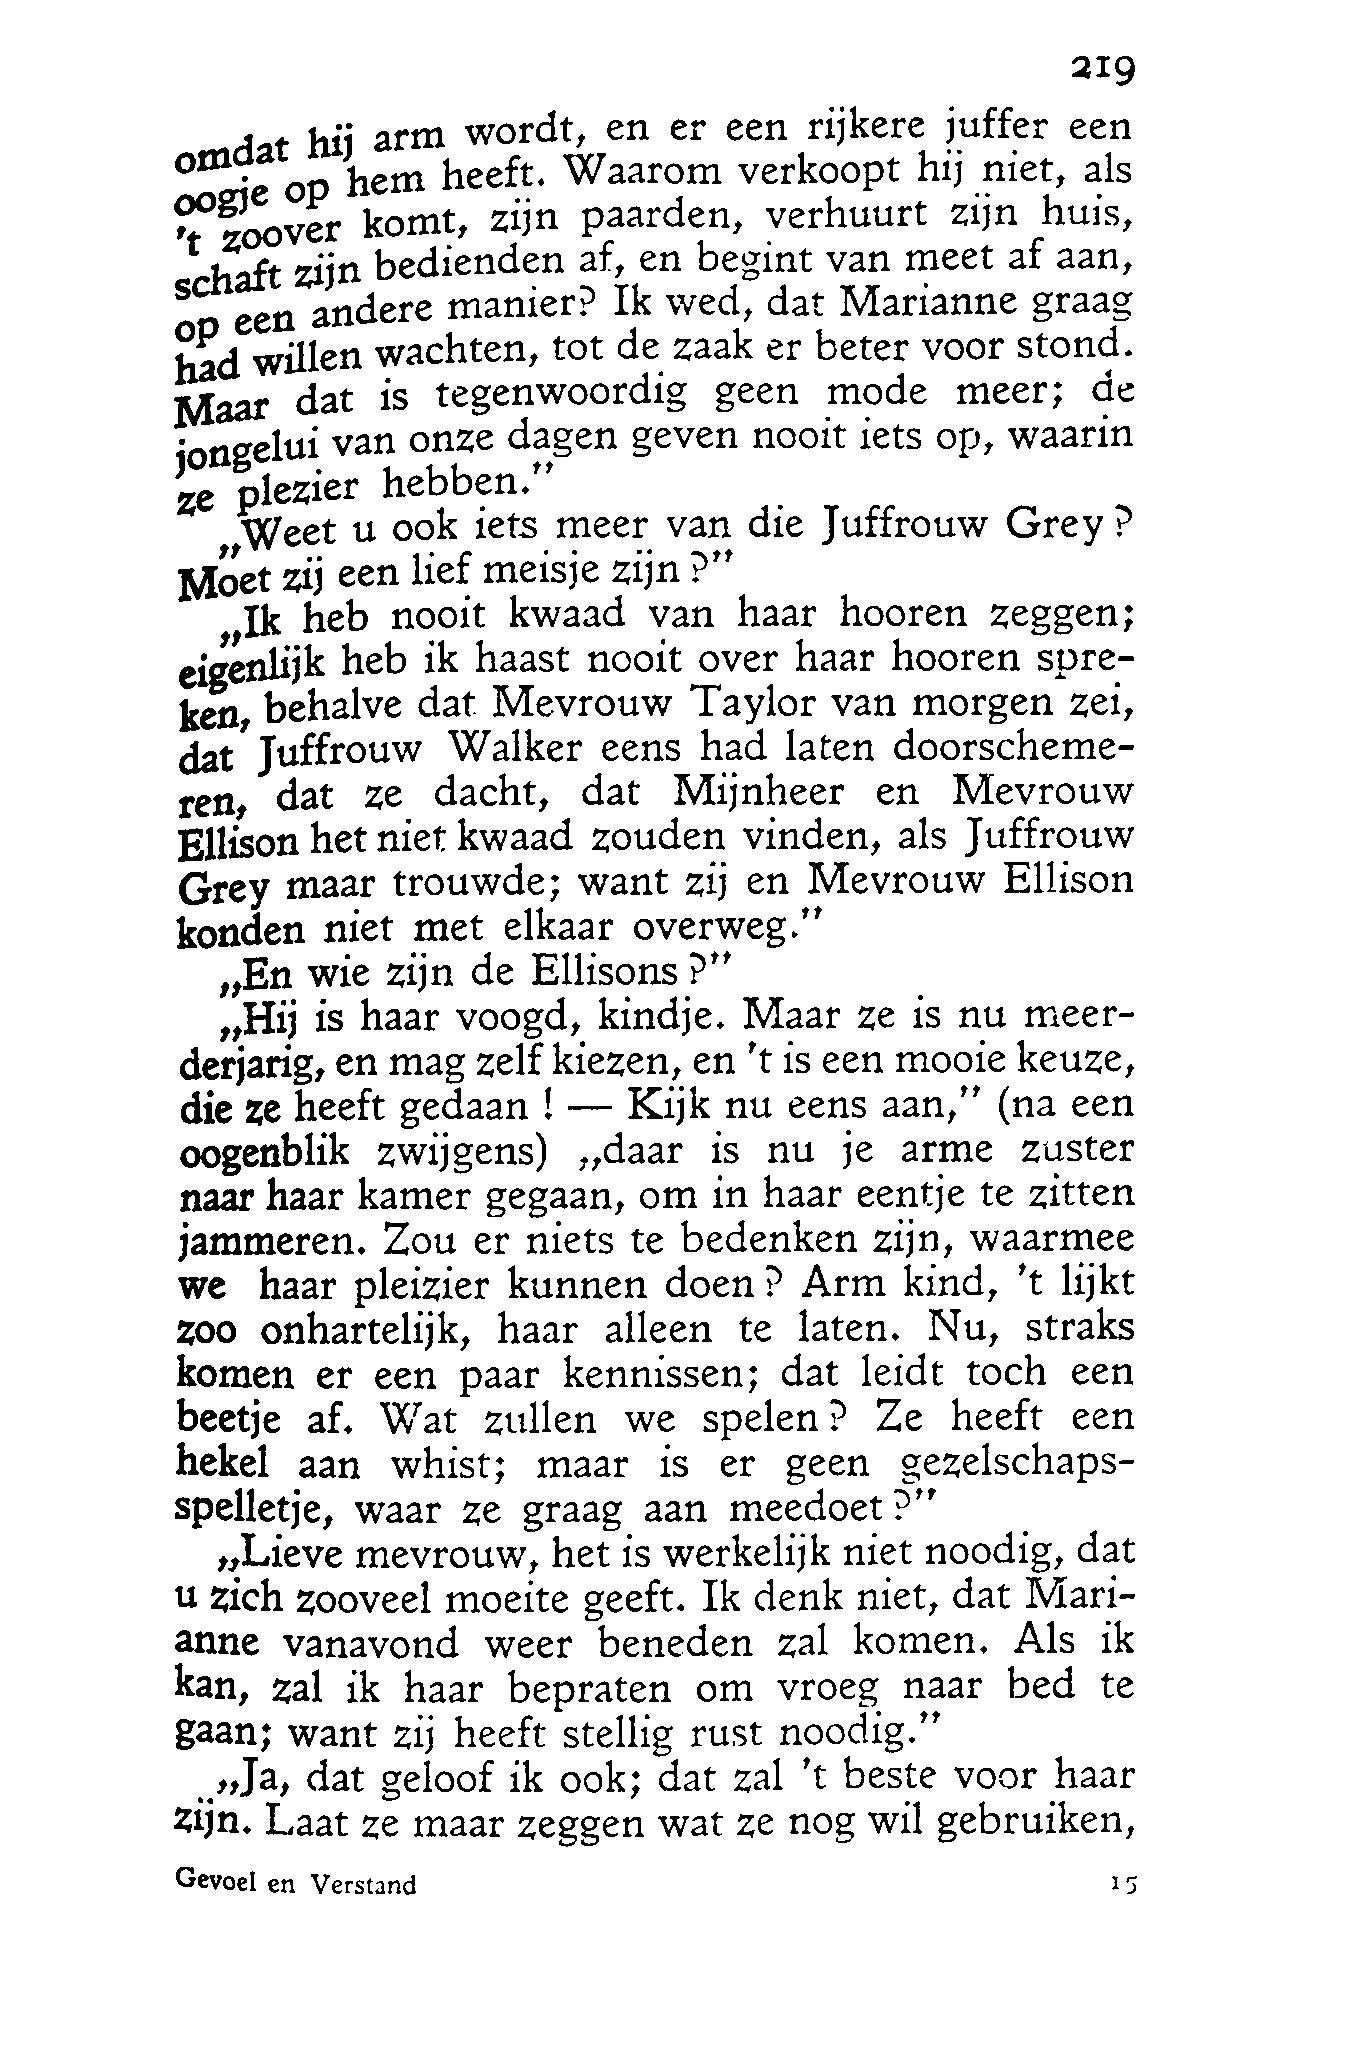 219
omdat hij arm wordt, en er een rijkere juffer een
oogje op hem heeft. Waarom verkoopt hij niet, als
't zoover komt, zijn paarden, verhuurt zijn huis,
schaft zijn bedienden af, en begint van meet af aan,
op een andere manier? Ik wed, dat Marianne graag
had willen wachten, tot de zaak er beter voor stond.
Maar dat is tegenwoordig geen mode meer; de
jongelui van onze dagen geven nooit iets op, waarin
ze plezier hebben."
„Weet u ook iets meer van die Juffrouw Grey?
Moet zij een lief meisje zijn?"
„Ik heb nooit kwaad van haar hooren zeggen;
eigenlijk heb ik haast nooit over haar hooren spre-
ken, behalve dat Mevrouw Taylor van morgen zei,
dat Juffrouw Walker eens had laten doorscheme-
ren, dat ze dacht, dat Mijnheer en Mevrouw
Ellison het niet kwaad zouden vinden, als Juffrouw
Grey maar trouwde; want zij en Mevrouw Ellison
konden niet met elkaar overweg."
„En wie zijn de Ellisons?"
„Hij is haar voogd, kindje. Maar ze is nu meer-
derjarig, en mag zelf kiezen, en 't is een mooie keuze,
die ze heeft gedaan! — Kijk nu eens aan," (na een
oogenblik zwijgens) „daar is nu je arme zuster
naar haar kamer gegaan, om in haar eentje te zitten
jammeren. Zou er niets te bedenken zijn, waarmee
we haar pleizier kunnen doen? Arm kind, 't lijkt
zoo onhartelijk, haar alleen te laten. Nu, straks
komen er een paar kennissen; dat leidt toch een
beetje af. Wat zullen we spelen? Ze heeft een
hekel aan whist; maar is er geen gezelschaps-
spelletje, waar ze graag aan meedoet?"
„Lieve mevrouw, het is werkelijk niet noodig, dat
u zich zooveel moeite geeft. Ik denk niet, dat Mari-
anne vanavond weer beneden zal komen. Als ik
kan, zal ik haar bepraten om vroeg naar bed te
gaan; want zij heeft stellig rust noodig."
„Ja, dat geloof ik ook; dat zal 't beste voor haar
zijn. Laat ze maar zeggen wat ze nog wil gebruiken,
Gevoel en Verstand 15